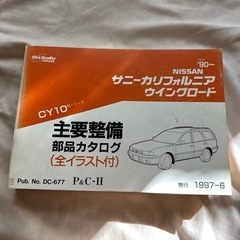 '90~
NISSAN
サニーカリフォルニア
ウイングロード
CY10
主要整備
部品カタログ
(全イラスト付)
Pub. No. DC-677 P&C-II
発行 1997-6